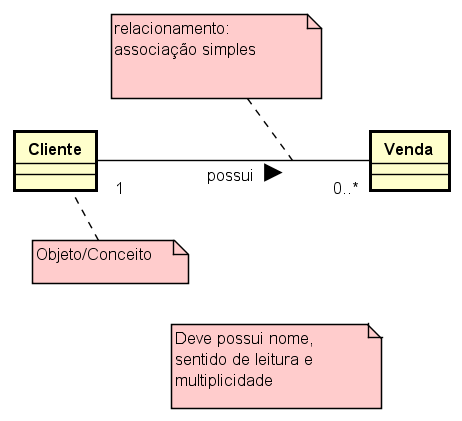 relacionamento:
associação simples
Cliente
Venda
possui
1
0..*
Objeto/Conceito
Deve possui nome,
sentido de leitura e
multiplicidade